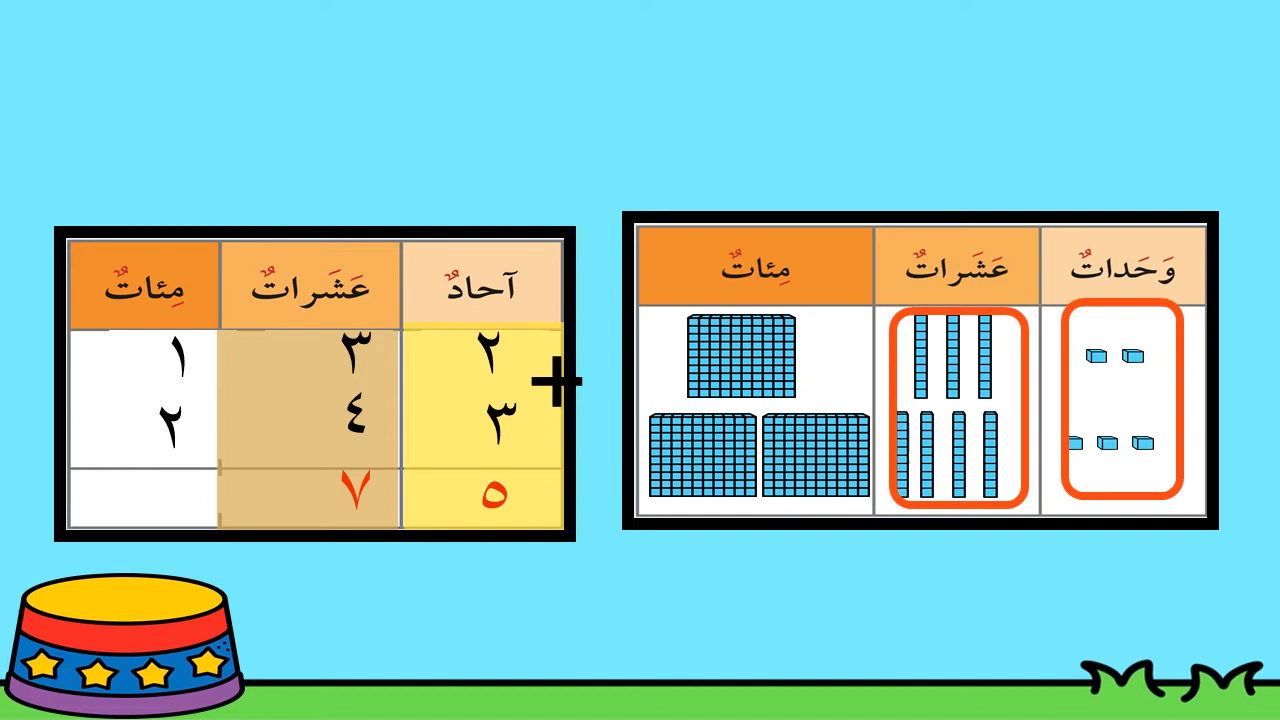 وَحَداتٌ عَشَراتٌ مِئاتٌ
آحادٌ عَشَراتٌ مِئاتٌ
٢ ٣ ١
+
٣ ٤ ٢
٥ ٧